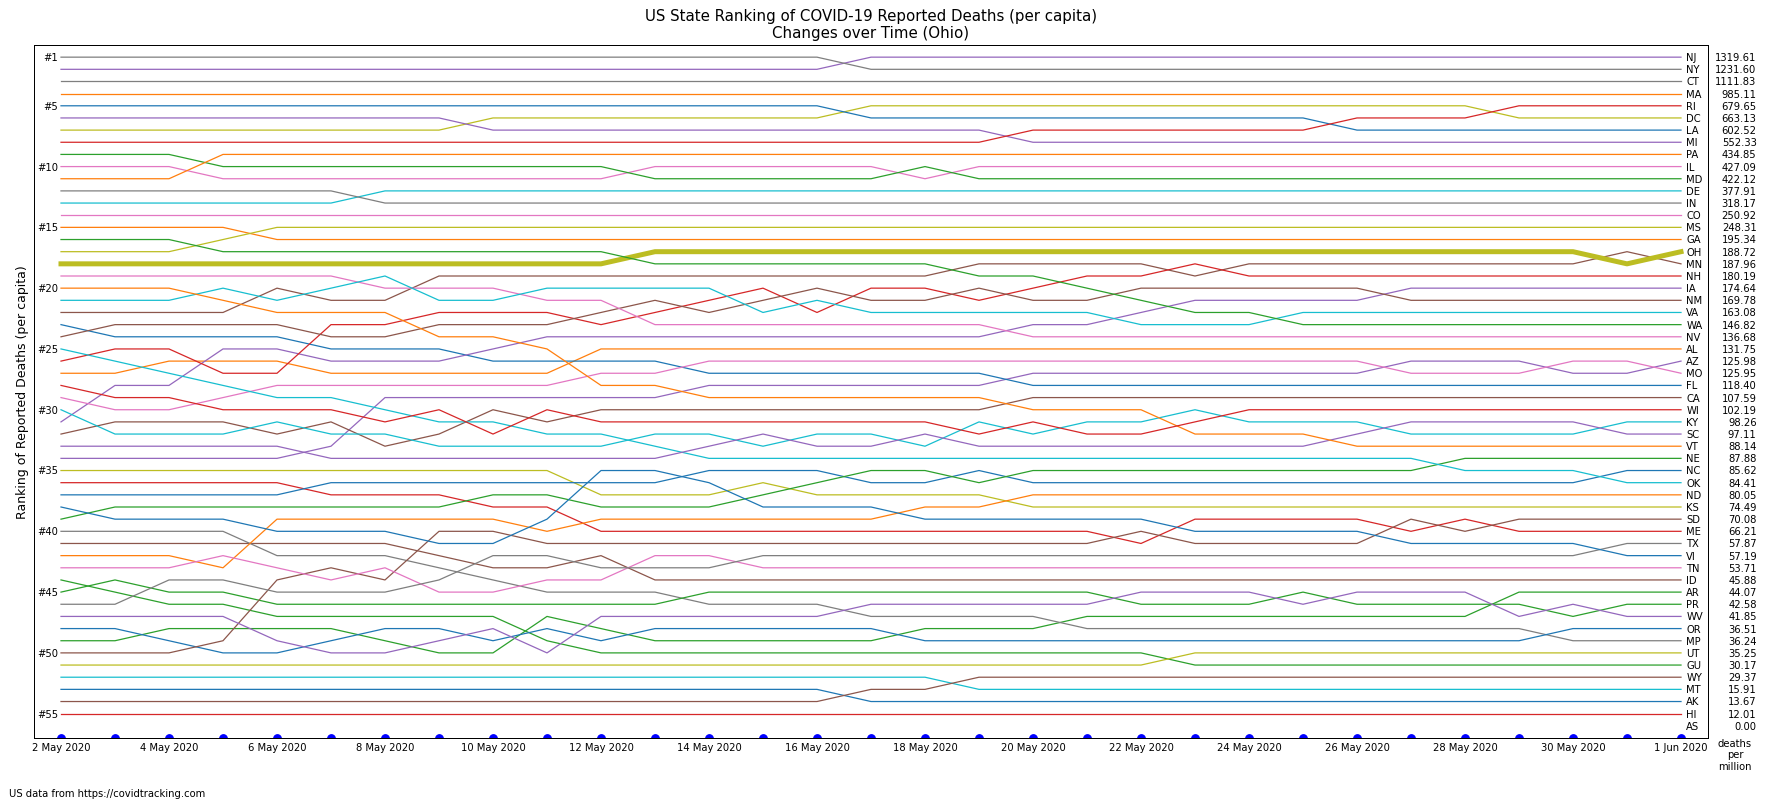 US State Ranking of COVID-19 Reported Deaths (per capita)
Changes over Time (Ohio)
Ranking of Reported Deaths (per capita)
#1
#5
#10
#15
#20
#25
#30
#35
#40
#45
#50
#55
NJ 1319.61
NY 1231.60
CT 1111.83
MA 985.11
RI 679.65
DC 663.13
LA 602.52
MI 552.33
PA 434.85
IL 427.09
MD 422.12
DE 377.91
IN 318.17
CO 250.92
MS 248.31
GA 195.34
OH 188.72
MN 187.96
NH 180.19
IA 174.64
NM 169.78
VA 163.08
WA 146.82
NV 136.68
AL 131.75
AZ 125.98
MO 125.95
FL 118.40
CA 107.59
WI 102.19
KY 98.26
SC 97.11
VT 88.14
NE 87.88
NC 85.62
OK 84.41
ND 80.05
KS 74.49
SD 70.08
ME 66.21
TX 57.87
VI 57.19
TN 53.71
ID 45.88
AR 44.07
PR 42.58
WV 41.85
OR 36.51
MP 36.24
UT 35.25
GU 30.17
WY 29.37
MT 15.91
AK 13.67
HI 12.01
AS 0.00
2 May 2020 4 May 2020 6 May 2020 8 May 2020 10 May 2020 12 May 2020 14 May 2020 16 May 2020 18 May 2020 20 May 2020 22 May 2020 24 May 2020 26 May 2020 28 May 2020 30 May 2020 1 Jun 2020
deaths
per
million
US data from https://covidtracking.com